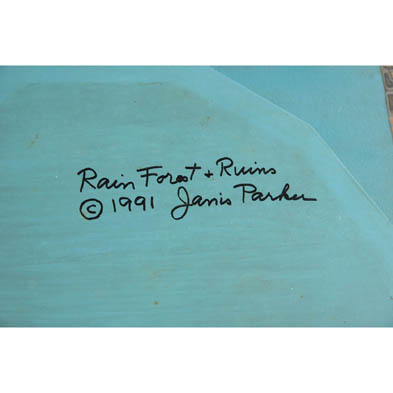 Rain Forest + Ruins
© 1991 Janis Parker